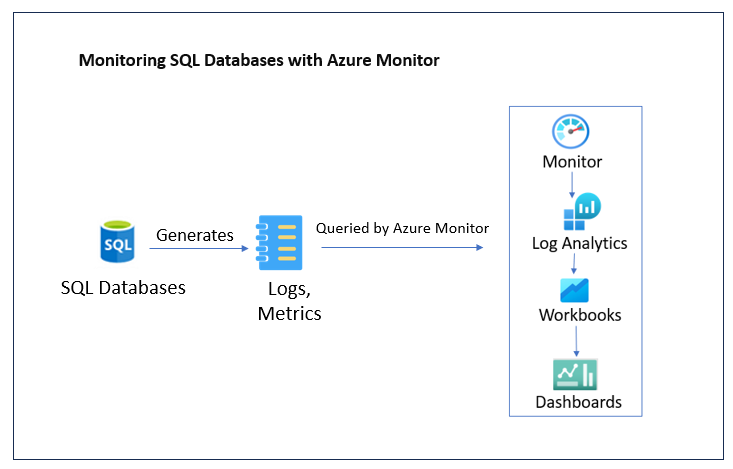 Monitoring SQL Databases with Azure Monitor
SQL
SQL Databases
Generates
Logs,
Metrics
Queried by Azure Monitor
Monitor
Log Analytics
Workbooks
Dashboards